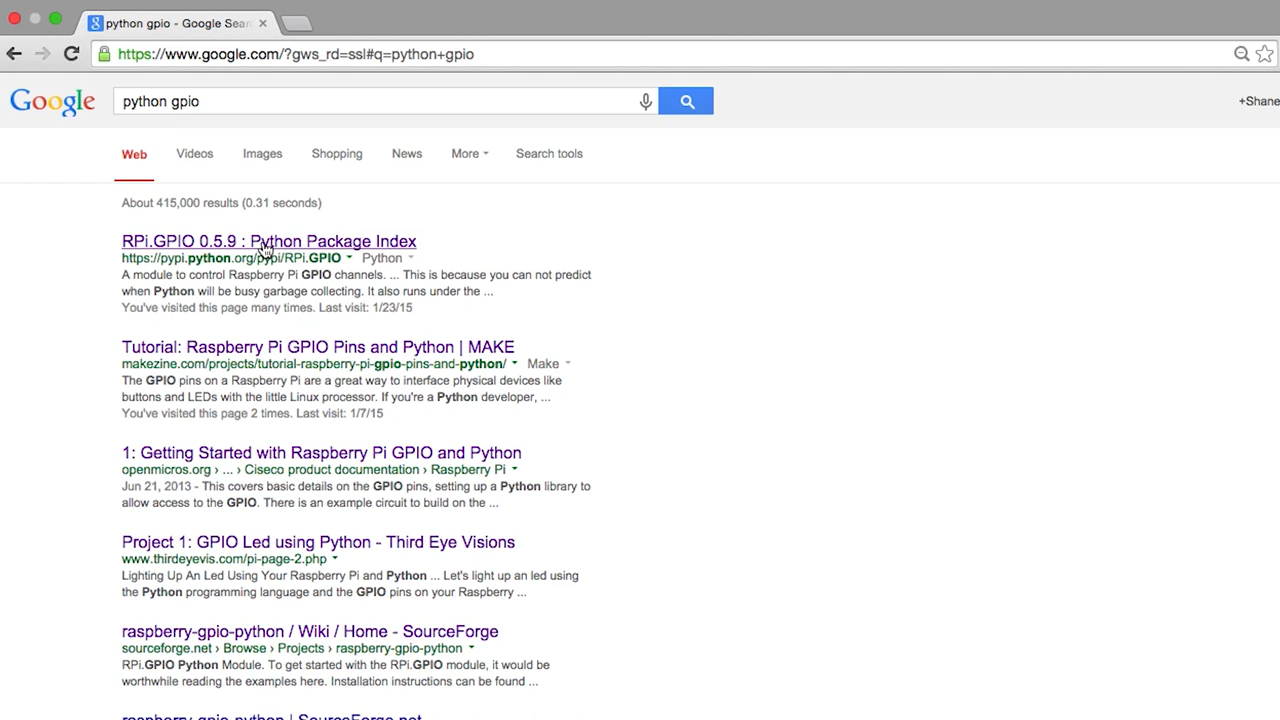 python gpio - Google Sear
https://www.google.com/?gws_rd=ssl#q=python+gpio
Google
python gpio
+Shane
Web Videos Images Shopping News More Search tools
About 415,000 results (0.31 seconds)
RPi.GPIO 0.5.9 : Python Package Index
https://pypi.python.org/pypi/RPi.GPIO Python
A module to control Raspberry Pi GPIO channels. ... This is because you can not predict
when Python will be busy garbage collecting. It also runs under the ...
You've visited this page many times. Last visit: 1/23/15
Tutorial: Raspberry Pi GPIO Pins and Python | MAKE
makezine.com/projects/tutorial-raspberry-pi-gpio-pins-and-python/ Make
The GPIO pins on a Raspberry Pi are a great way to interface physical devices like
buttons and LEDs with the little Linux processor. If you're a Python developer, ...
You've visited this page 2 times. Last visit: 1/7/15
1: Getting Started with Raspberry Pi GPIO and Python
openmicros.org › ... › Ciseco product documentation › Raspberry Pi
Jun 21, 2013 - This covers basic details on the GPIO pins, setting up a Python library to
allow access to the GPIO. There is an example circuit to build on the ...
Project 1: GPIO Led using Python - Third Eye Visions
www.thirdeyevis.com/pi-page-2.php
Lighting Up An Led Using Your Raspberry Pi and Python ... Let's light up an led using
the Python programming language and the GPIO pins on your Raspberry ...
raspberry-gpio-python / Wiki / Home - SourceForge
sourceforge.net › Browse › Projects › raspberry-gpio-python
RPi.GPIO Python Module. To get started with the RPi.GPIO module, it would be
worthwhile reading the examples here. Installation instructions can be found ...
raspberry-gpio-python | SourceForge.net